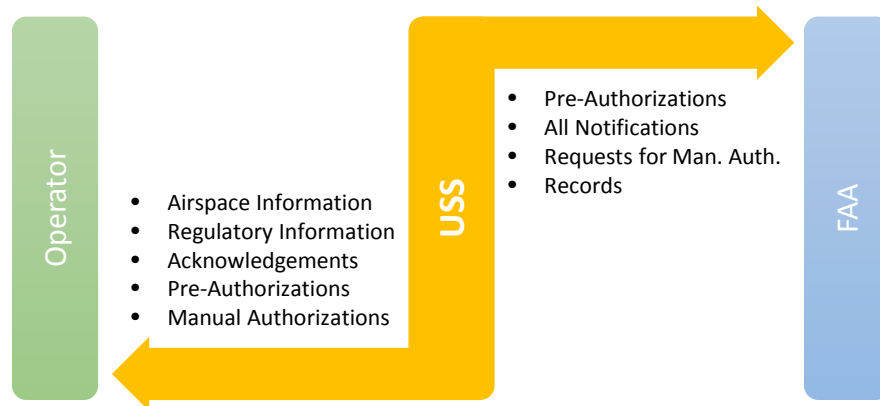 Operator
• Airspace Information
• Regulatory Information
• Acknowledgements
• Pre-Authorizations
• Manual Authorizations
USS
• Pre-Authorizations
• All Notifications
• Requests for Man. Auth.
• Records
FAA